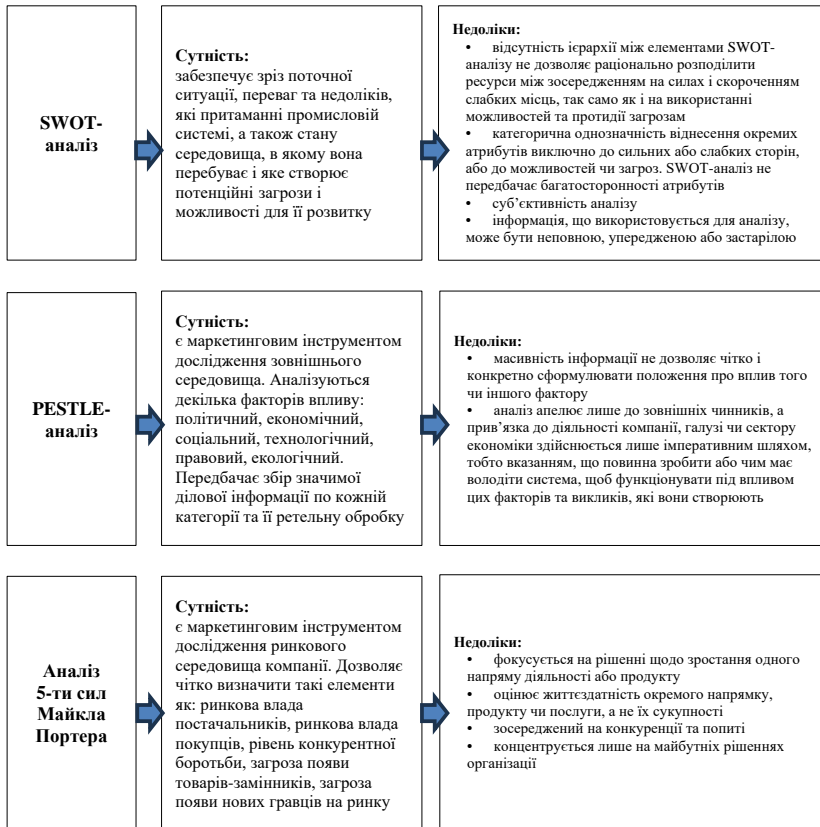 SWOT-
аналіз
Сутність:
забезпечує зріз поточної
ситуації, переваг та недоліків,
які притаманні промисловій
системі, а також стану
середовища, в якому вона
перебуває і яке створює
потенційні загрози і
можливості для її розвитку
Недоліки:
• відсутність ієрархії між елементами SWOT-
аналізу не дозволяє раціонально розподілити
ресурси між зосередженням на силах і скороченням
слабких місць, так само як і на використанні
можливостей та протидії загрозам
• категорична однозначність віднесення окремих
атрибутів виключно до сильних або слабких сторін,
або до можливостей чи загроз. SWOT-аналіз не
передбачає багатосторонності атрибутів
• суб’єктивність аналізу
• інформація, що використовується для аналізу,
може бути неповною, упередженою або застарілою
PESTLE-
аналіз
Сутність:
є маркетинговим інструментом
дослідження зовнішнього
середовища. Аналізуються
декілька факторів впливу:
політичний, економічний,
соціальний, технологічний,
правовий, екологічний.
Передбачає збір значимої
ділової інформації по кожній
категорії та її ретельну обробку
Недоліки:
• масивність інформації не дозволяє чітко і
конкретно сформулювати положення про вплив того
чи іншого фактору
• аналіз апелює лише до зовнішніх чинників, а
прив’язка до діяльності компанії, галузі чи сектору
економіки здійснюється лише імперативним шляхом,
тобто вказанням, що повинна зробити або чим має
володіти система, щоб функціонувати під впливом
цих факторів та викликів, які вони створюють
Аналіз
5-ти сил
Майкла
Портера
Сутність:
є маркетинговим інструментом
дослідження ринкового
середовища компанії. Дозволяє
чітко визначити такі елементи
як: ринкова влада
постачальників, ринкова влада
покупців, рівень конкурентної
боротьби, загроза появи
товарів-замінників, загроза
появи нових гравців на ринку
Недоліки:
• фокусується на рішенні щодо зростання одного
напряму діяльності або продукту
• оцінює життєздатність окремого напрямку,
продукту чи послуги, а не їх сукупності
• зосереджений на конкуренції та попиті
• концентрується лише на майбутніх рішеннях
організації